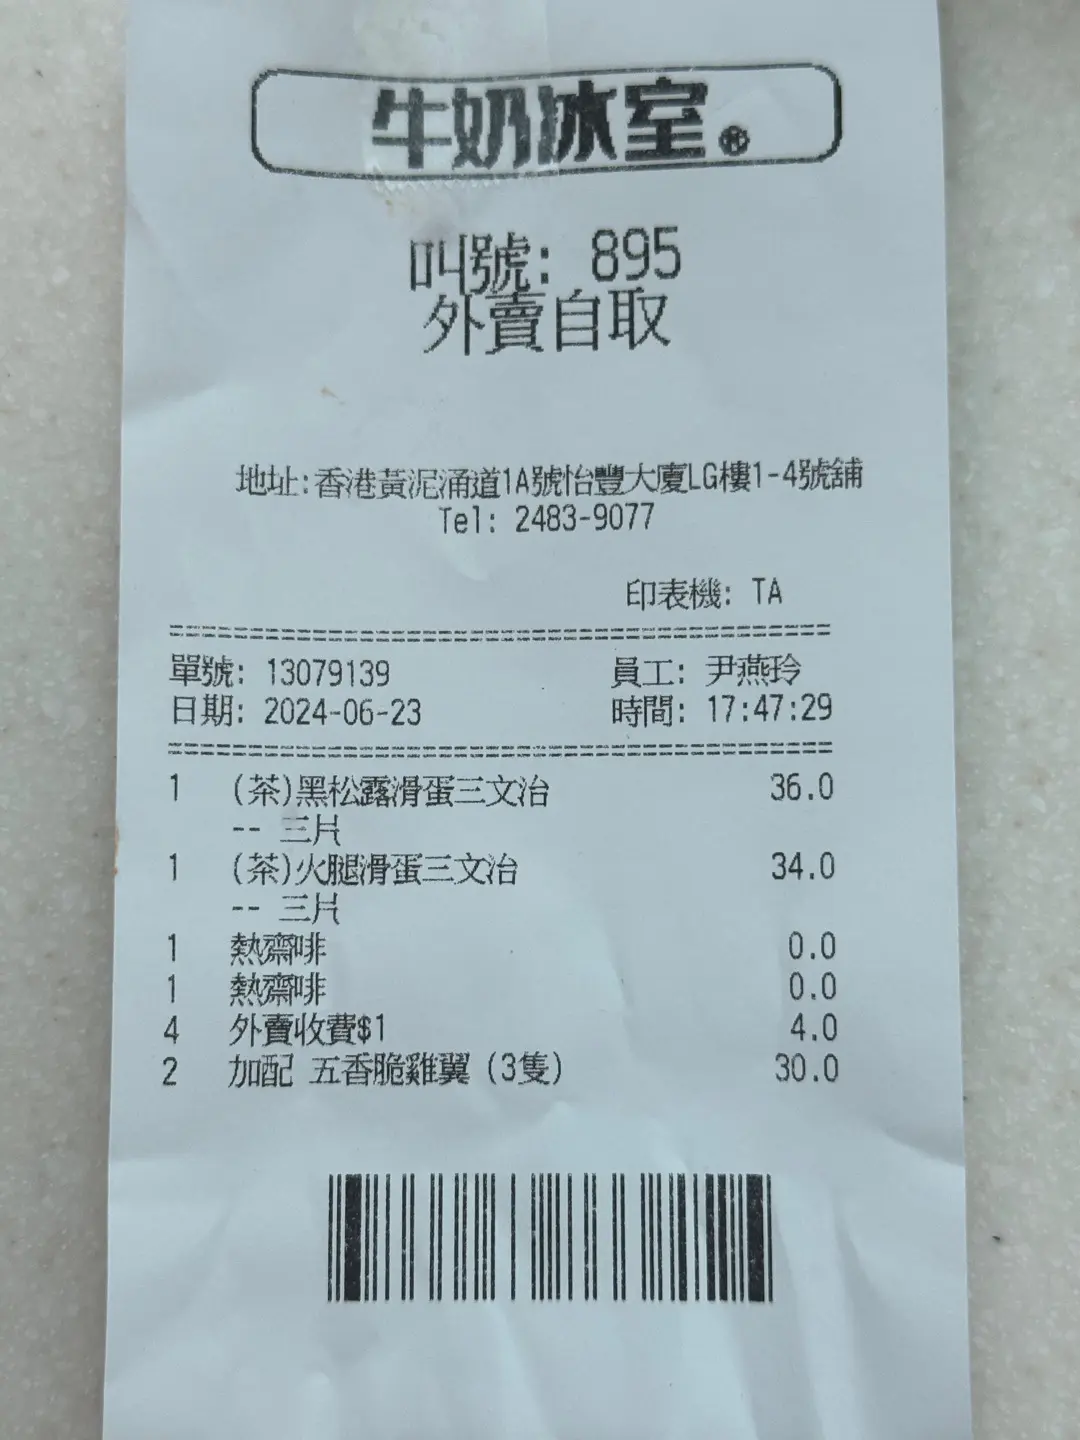 牛奶冰室®
叫號: 895
外賣自取
地址:香港黃泥涌道1A號怡豐大廈LG樓1-4號舖
Tel: 2483-9077
印表機: TA
單號: 13079139 員工: 尹燕玲
日期: 2024-06-23 時間: 17:47:29
1 (茶)黑松露滑蛋三文治 36.0
-- 三片
1 (茶)火腿滑蛋三文治 34.0
-- 三片
1 熱齋啡 0.0
1 熱齋啡 0.0
4 外賣收費$1 4.0
2 加配 五香脆雞翼 (3隻) 30.0